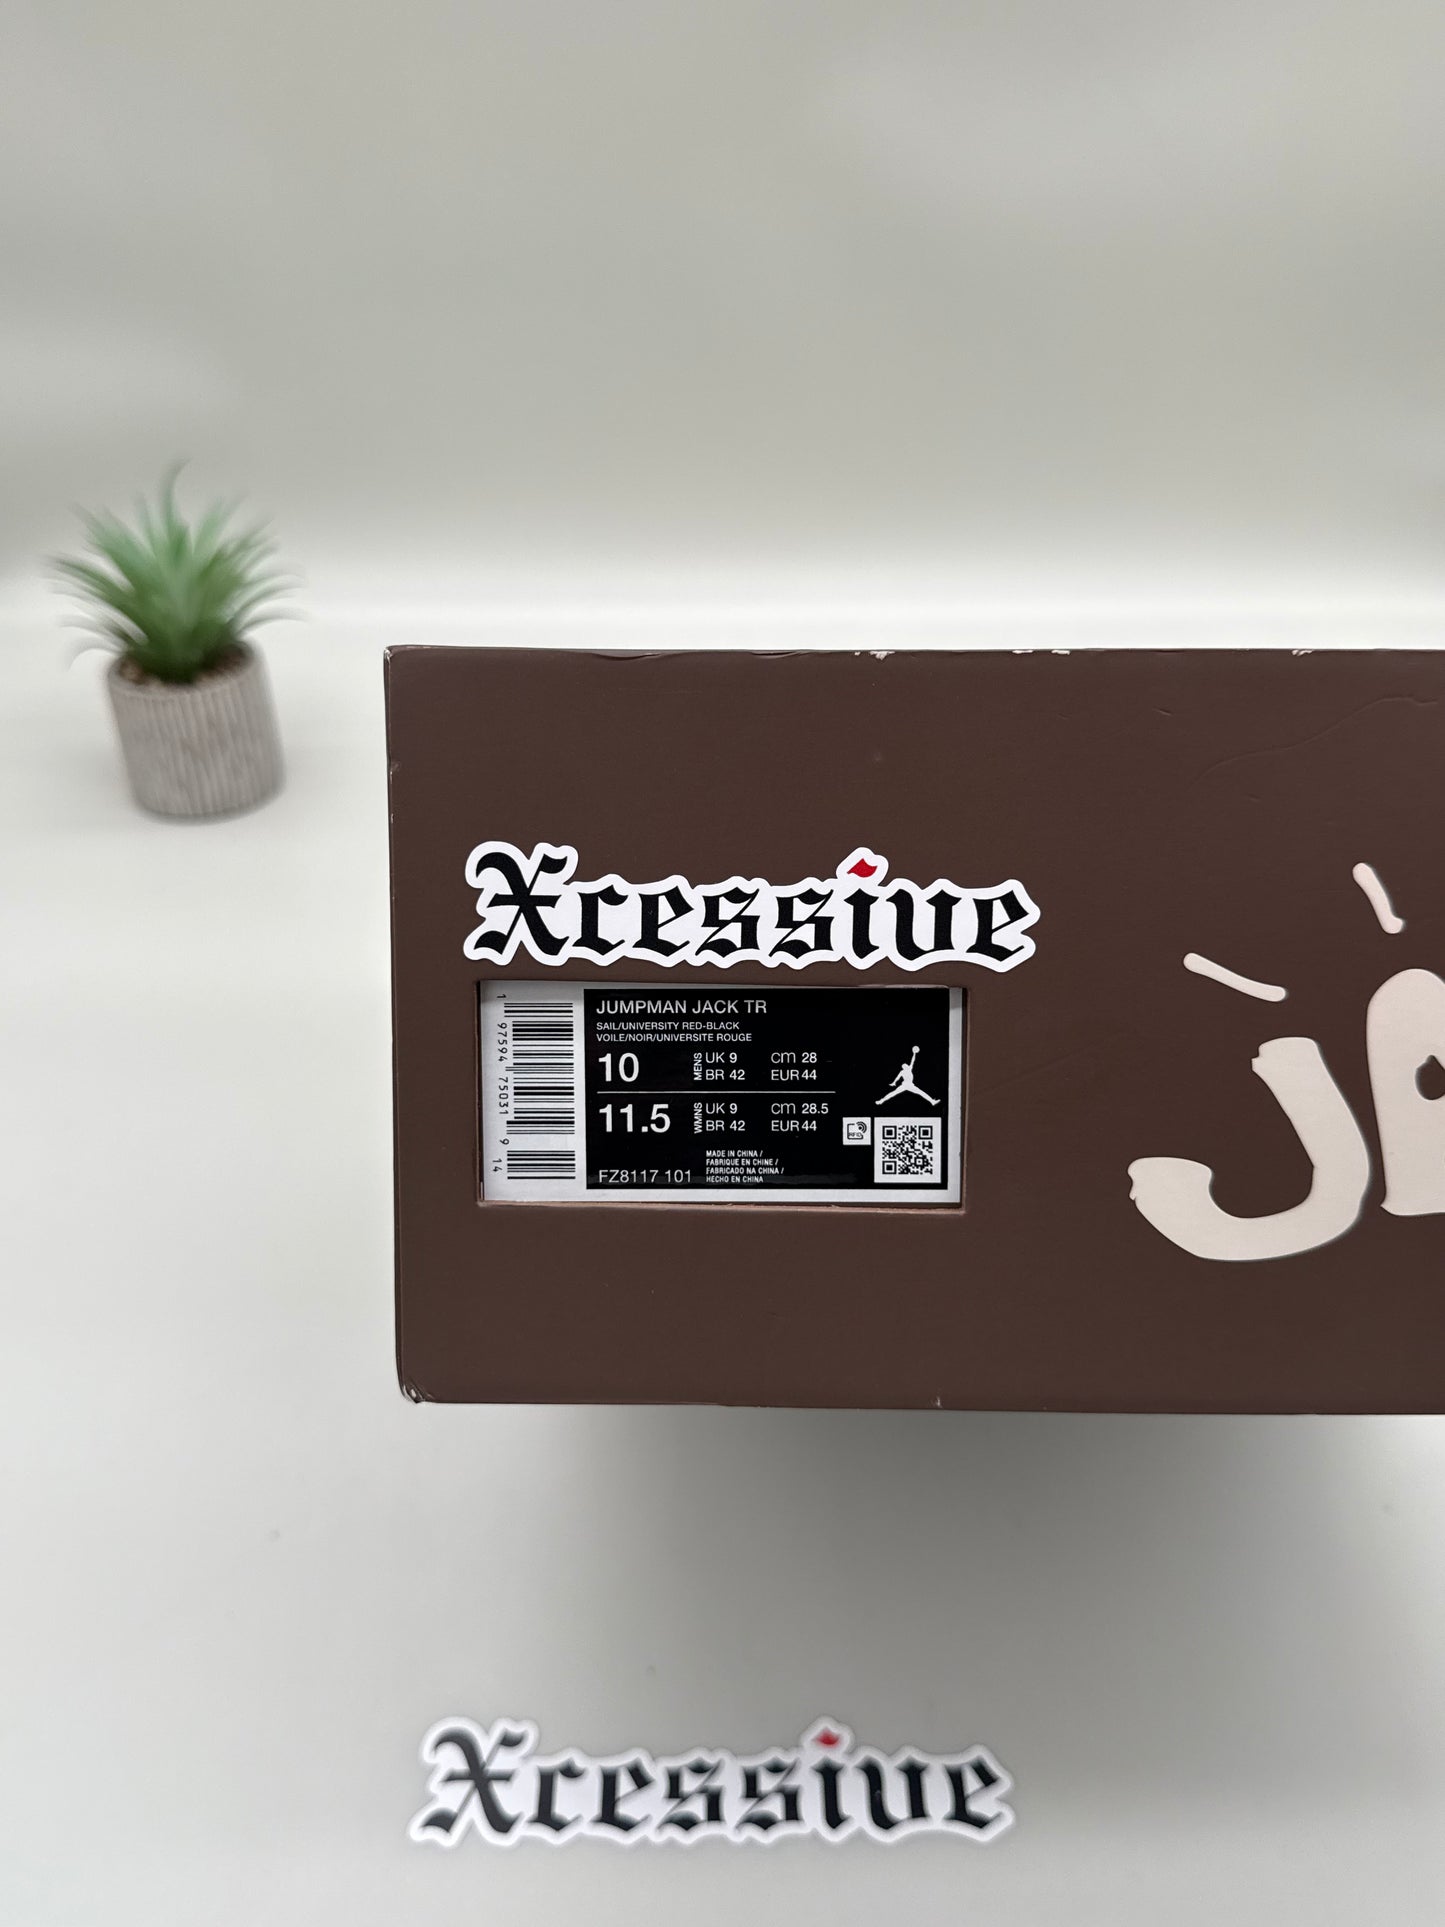 Xcessive
JUMPMAN JACK TR
SAIL/UNIVERSITY RED-BLACK
VOILE/NOIR/UNIVERSITE ROUGE
10 MENS UK 9 cm 28
BR 42 EUR 44
11.5 WMNS UK 9 cm 28.5
BR 42 EUR 44
MADE IN CHINA /
FABRIQUE EN CHINE /
FABRICADO NA CHINA /
HECHO EN CHINA
FZ8117 101
1 97594 75031 9 14
Xcessive